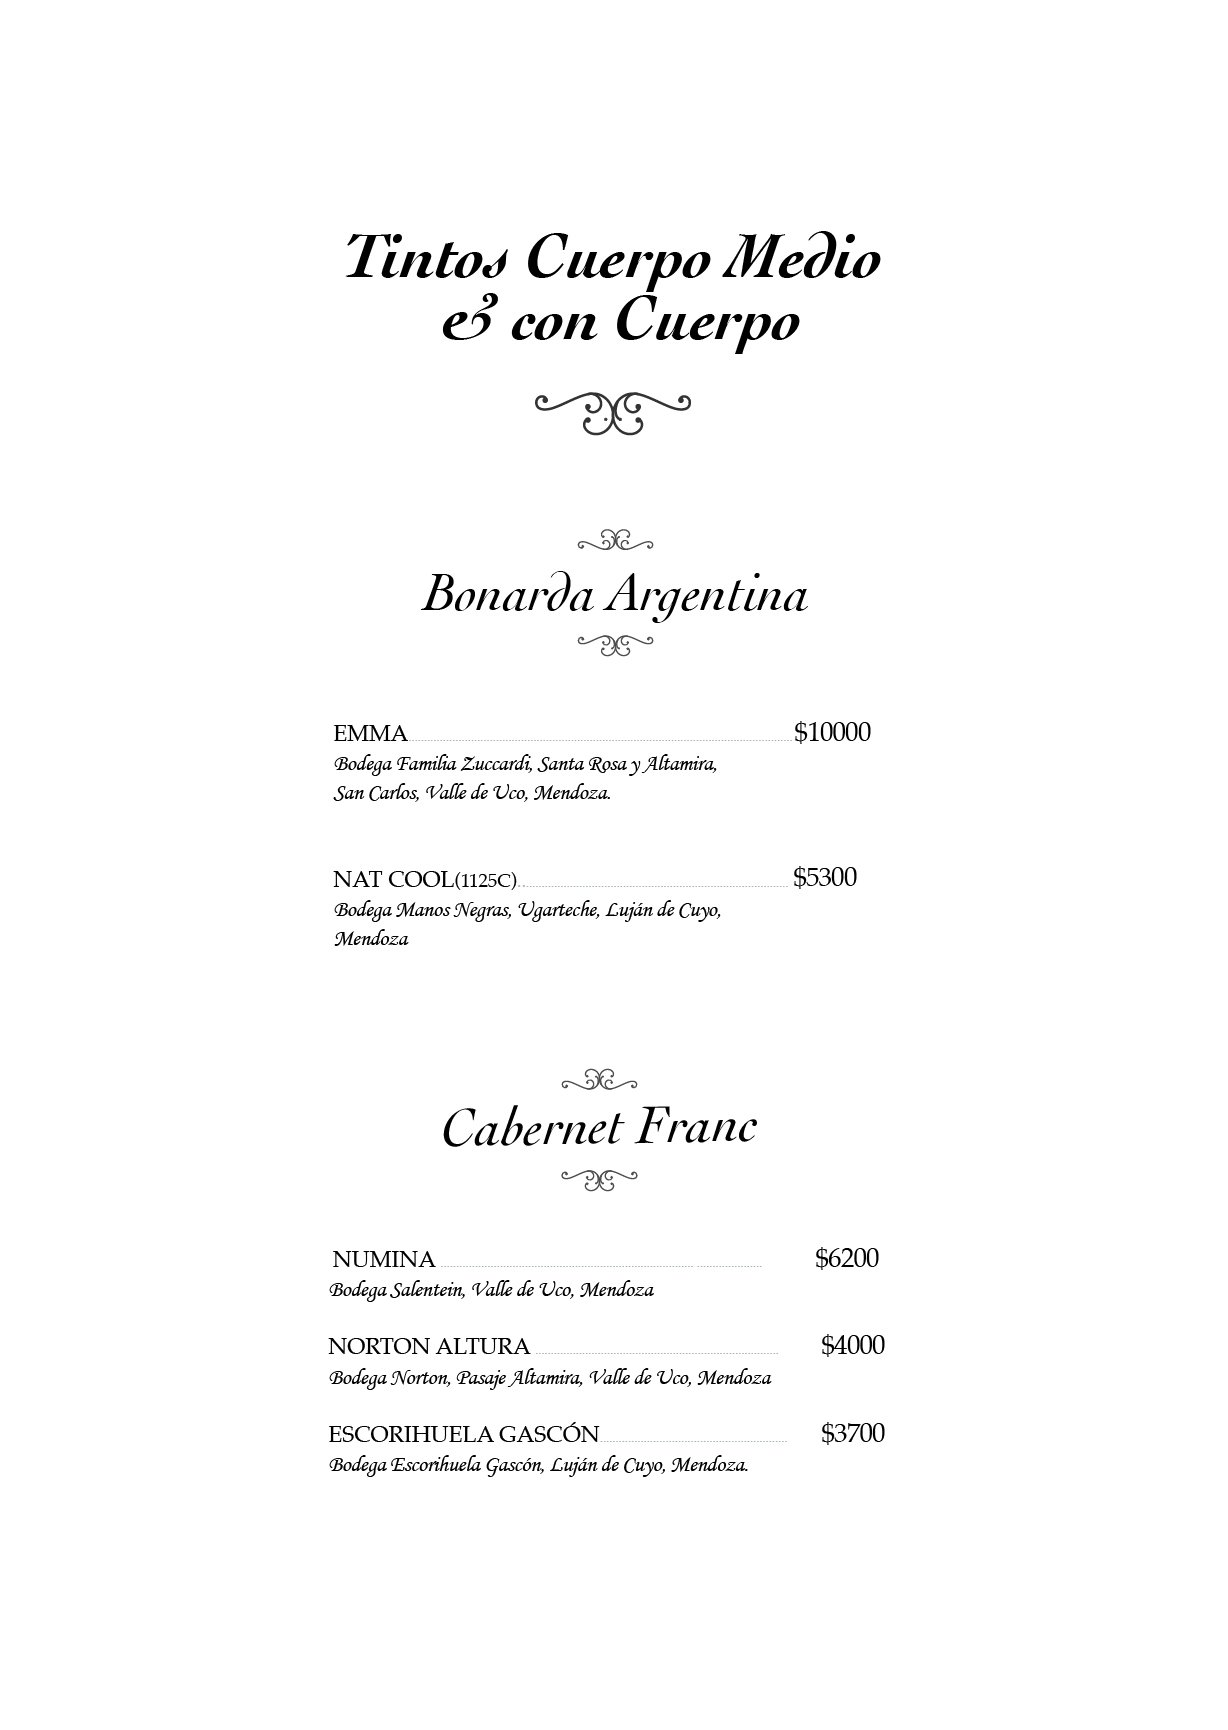 Tintos Cuerpo Medio
& con Cuerpo
Bonarda Argentina
EMMA $10000
Bodega Familia Zuccardi, Santa Rosa y Altamira,
San Carlos, Valle de Uco, Mendoza.
NAT COOL(1125C) $5300
Bodega Manos Negras, Ugarteche, Luján de Cuyo,
Mendoza
Cabernet Franc
NUMINA $6200
Bodega Salentein, Valle de Uco, Mendoza
NORTON ALTURA $4000
Bodega Norton, Pasaje Altamira, Valle de Uco, Mendoza
ESCORIHUELA GASCÓN $3700
Bodega Escorihuela Gascón, Luján de Cuyo, Mendoza.